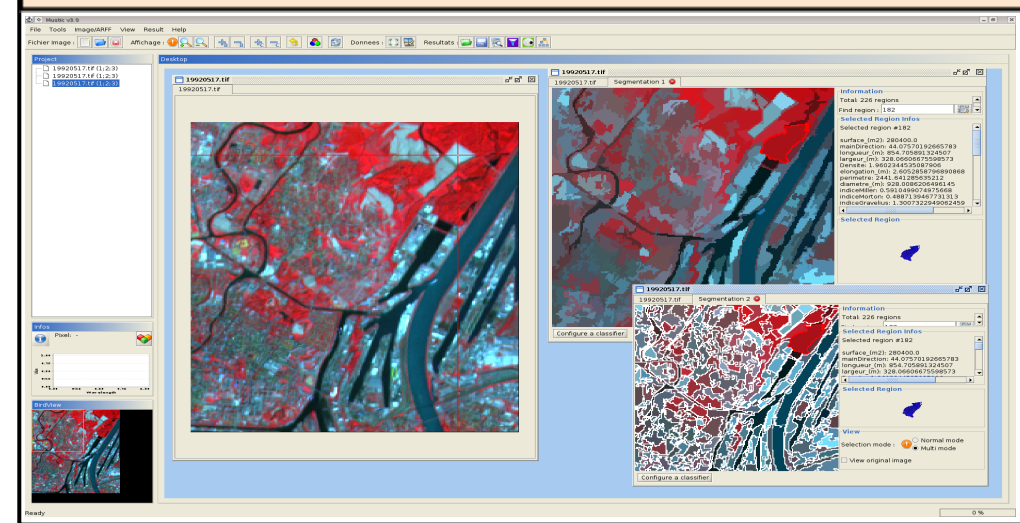 Mustic v3.0
File Tools Image/ARFF View Result Help
Fichier Image : Affichage : Donnees : Resultats :
Project
19920517.tif (1;2;3)
19920517.tif (1;2;3)
19920517.tif (1;2;3)
Desktop
19920517.tif
19920517.tif
19920517.tif
19920517.tif Segmentation 1
Information
Total: 226 regions
Find region : 182
Selected Region Infos
Selected region #182
surface_(m2): 280400.0
mainDirection: 44.07570192665783
longueur_(m): 854.705891324507
largeur_(m): 328.06606675598573
Densite: 1.9602344535087906
elongation_(m): 2.6052858796890868
perimetre: 2441.641285635212
diametre_(m): 928.0086206496145
indiceMiller: 0.5910499074975668
indiceMorton: 0.4887139467731313
indiceGravelius: 1.3007322949062459
Selected Region
Configure a classifier
19920517.tif
19920517.tif Segmentation 2
Information
Total: 226 regions
Selected Region Infos
Selected region #182
surface_(m2): 280400.0
mainDirection: 44.07570192665783
longueur_(m): 854.705891324507
largeur_(m): 328.06606675598573
Selected Region
View
Selection mode : Normal mode
Multi mode
View original image
Configure a classifier
Infos
Pixel: -
Wavelength
BirdView
Ready
0 %